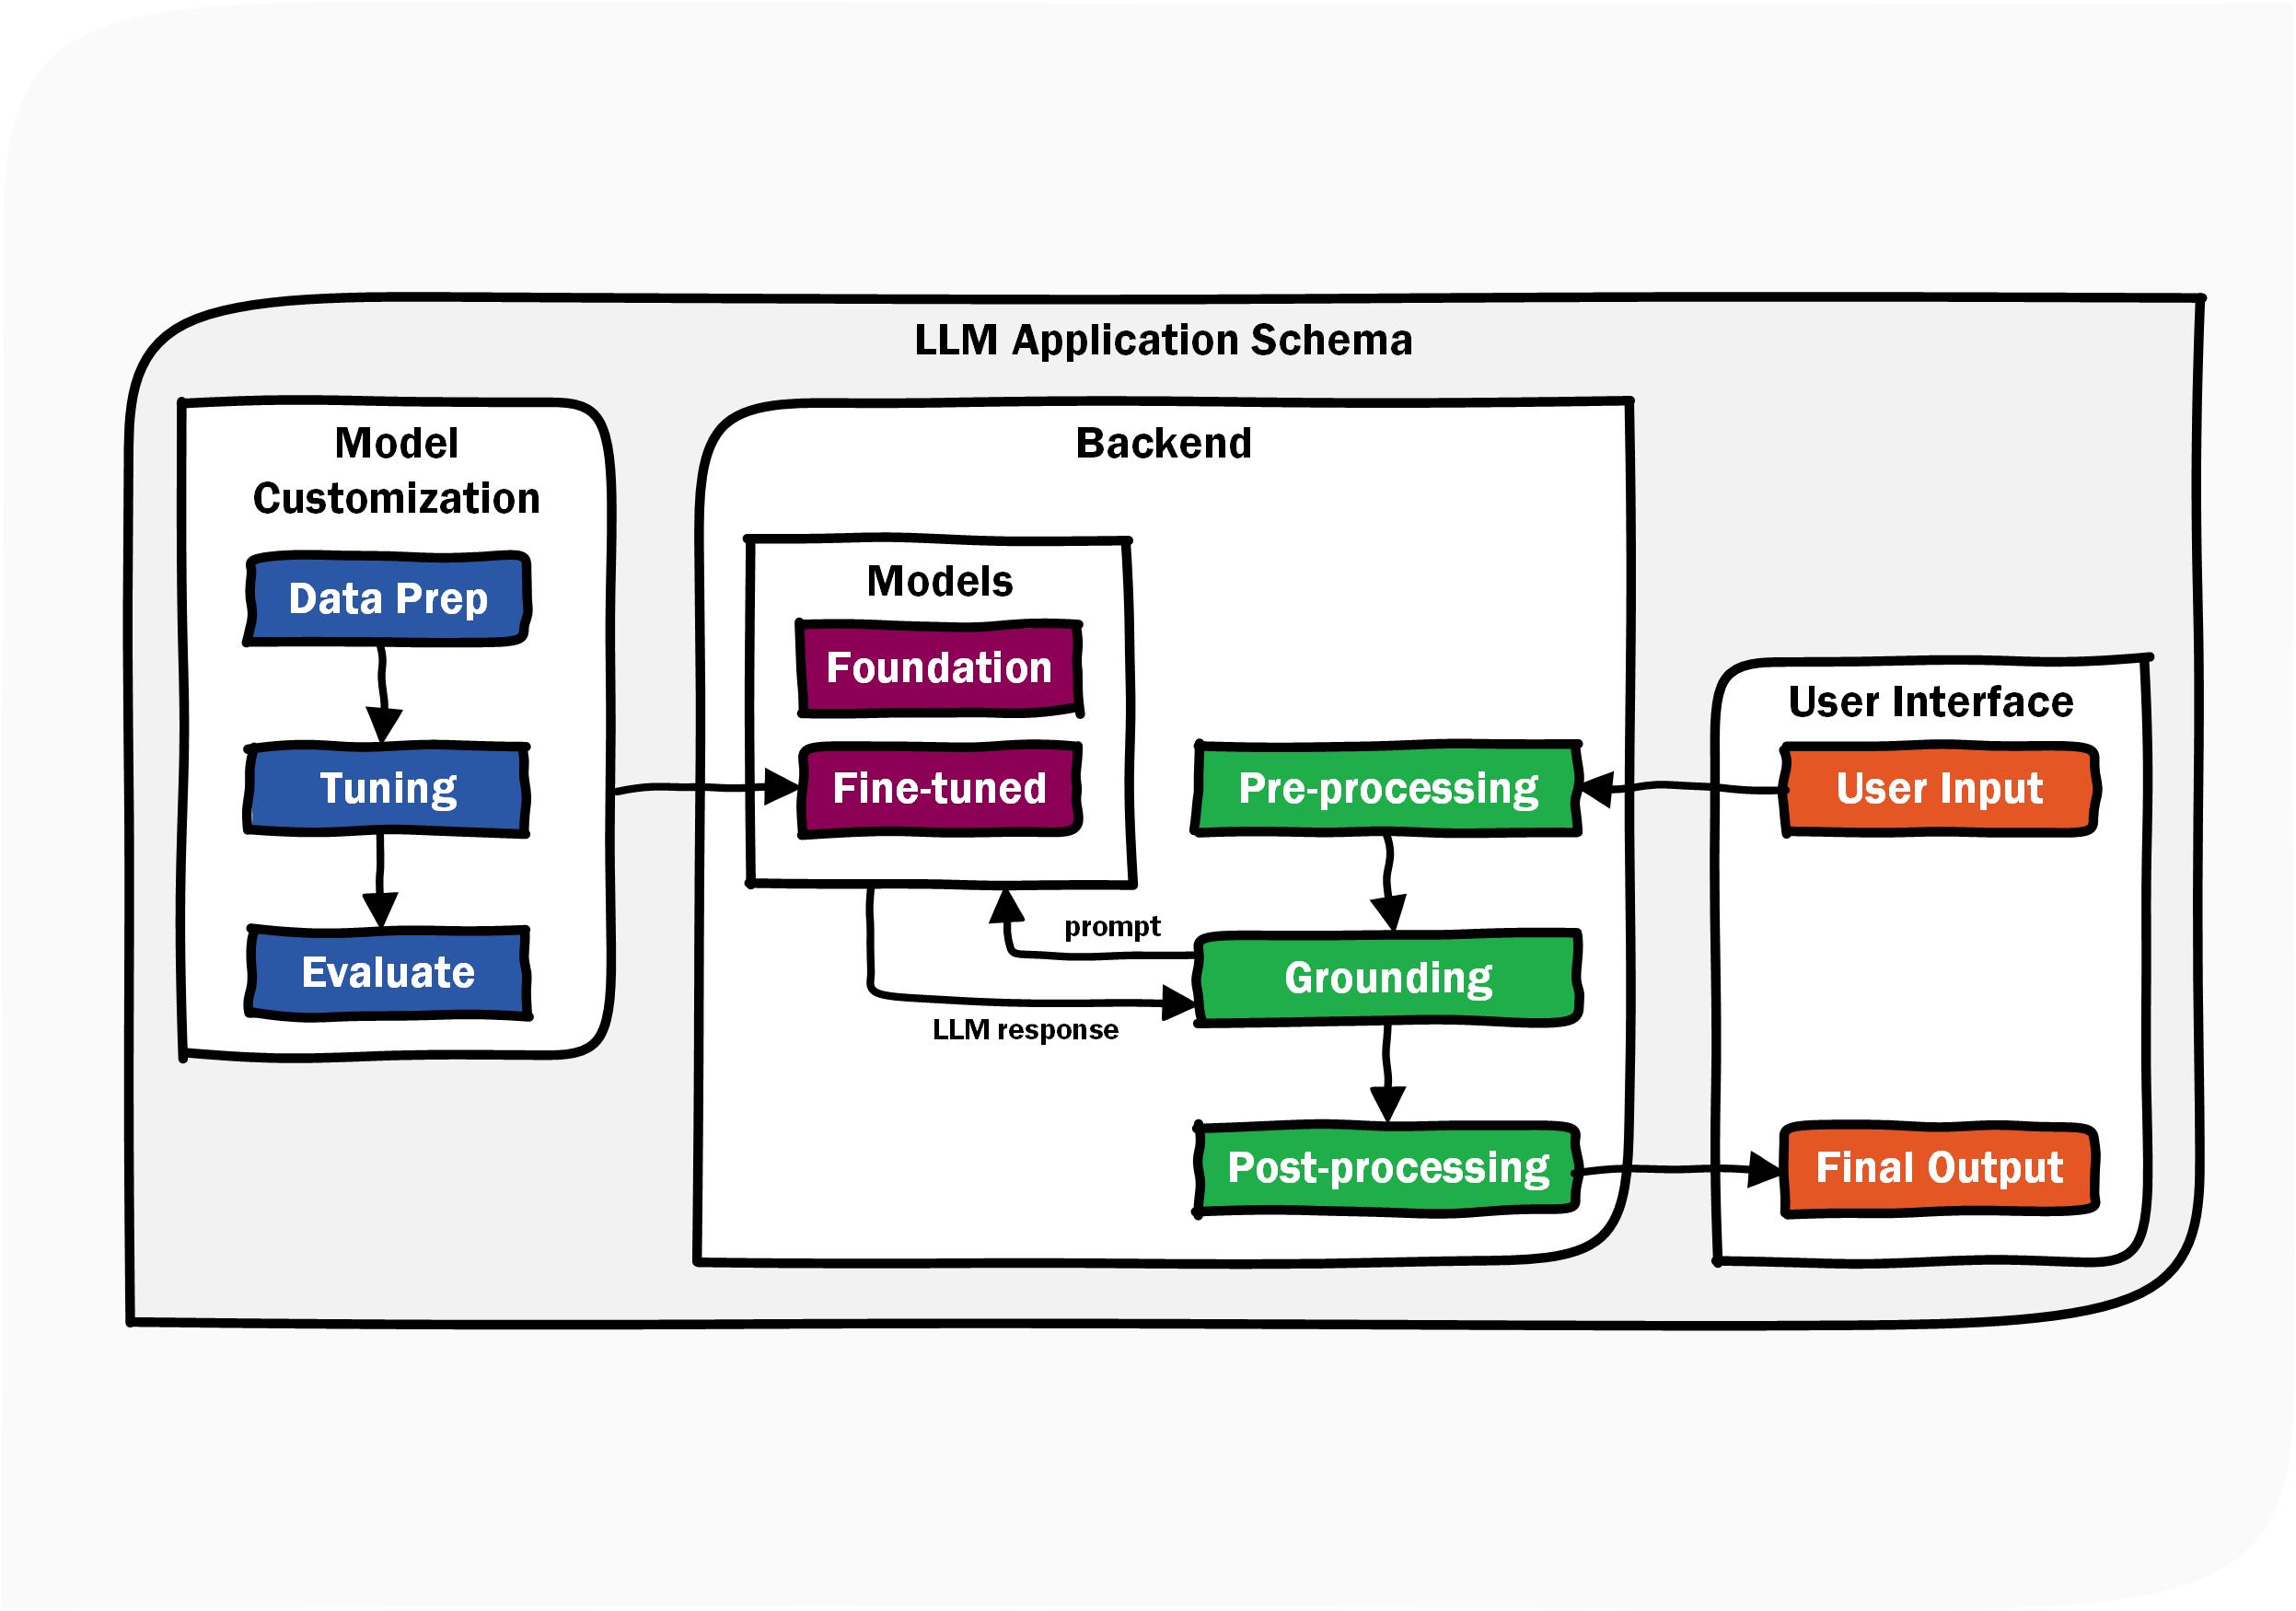 LLM Application Schema
Model
Customization
Data Prep
Tuning
Evaluate
Backend
Models
Foundation
Fine-tuned
prompt
LLM response
Pre-processing
Grounding
Post-processing
User Interface
User Input
Final Output